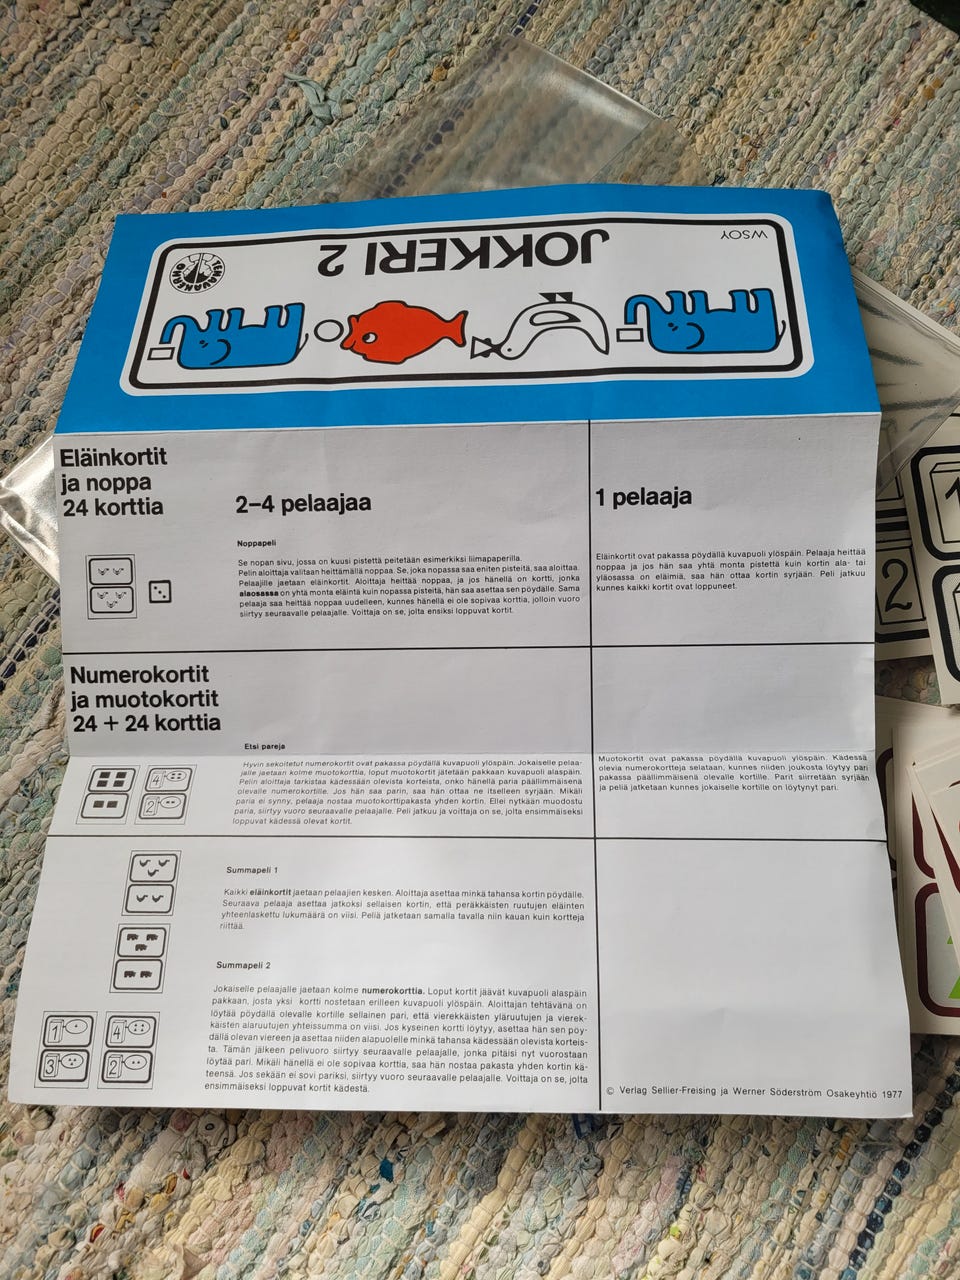 WSOY
JOKKERI 2
TENAVAKERHO
Eläinkortit
ja noppa
24 korttia
2–4 pelaajaa
1 pelaaja
Noppapeli
Se nopan sivu, jossa on kuusi pistettä peitetään esimerkiksi liimapaperilla.
Pelin aloittaja valitaan heittämällä noppaa. Se, joka nopassa saa eniten pisteitä, saa aloittaa.
Pelaajille jaetaan eläinkortit. Aloittaja heittää noppaa, ja jos hänellä on kortti, jonka
alaosassa on yhtä monta eläintä kuin nopassa pisteitä, hän saa asettaa sen pöydälle. Sama
pelaaja saa heittää noppaa uudelleen, kunnes hänellä ei ole sopivaa korttia, jolloin vuoro
siirtyy seuraavalle pelaajalle. Voittaja on se, jolta ensiksi loppuvat kortit.
Eläinkortit ovat pakassa pöydällä kuvapuoli ylöspäin. Pelaaja heittää
noppaa ja jos hän saa yhtä monta pistettä kuin kortin ala- tai
yläosassa on eläimiä, saa hän ottaa kortin syrjään. Peli jatkuu
kunnes kaikki kortit ovat loppuneet.
Numerokortit
ja muotokortit
24 + 24 korttia
Etsi pareja
Hyvin sekoitetut numerokortit ovat pakassa pöydällä kuvapuoli ylöspäin. Jokaiselle pelaa-
jalle jaetaan kolme muotokorttia, loput muotokortit jätetään pakkaan kuvapuoli alaspäin.
Pelin aloittaja tarkistaa kädessään olevista korteista, onko hänellä paria päällimmäisenä
olevalle numerokortille. Jos hän saa parin, saa hän ottaa ne itselleen syrjään. Mikäli
paria ei synny, pelaaja nostaa muotokorttipakasta yhden kortin. Ellei nytkään muodostu
paria, siirtyy vuoro seuraavalle pelaajalle. Peli jatkuu ja voittaja on se, jolta ensimmäiseksi
loppuvat kädessä olevat kortit.
Muotokortit ovat pakassa pöydällä kuvapuoli ylöspäin. Kädessä
olevia numerokortteja selataan, kunnes niiden joukosta löytyy pari
pakassa päällimmäisenä olevalle kortille. Parit siirretään syrjään
ja peliä jatketaan kunnes jokaiselle kortille on löytynyt pari.
4
2
Summapeli 1
Kaikki eläinkortit jaetaan pelaajien kesken. Aloittaja asettaa minkä tahansa kortin pöydälle.
Seuraava pelaaja asettaa jatkoksi sellaisen kortin, että peräkkäisten ruutujen eläinten
yhteenlaskettu lukumäärä on viisi. Peliä jatketaan samalla tavalla niin kauan kuin kortteja
riittää.
Summapeli 2
Jokaiselle pelaajalle jaetaan kolme numerokorttia. Loput kortit jäävät kuvapuoli alaspäin
pakkaan, josta yksi kortti nostetaan erilleen kuvapuoli ylöspäin. Aloittajan tehtävänä on
löytää pöydällä olevalle kortille sellainen pari, että vierekkäisten yläruutujen ja vierek-
käisten alaruutujen yhteissumma on viisi. Jos kyseinen kortti löytyy, asettaa hän sen pöy-
dällä olevan viereen ja asettaa niiden alapuolelle minkä tahansa kädessään olevista korteis-
ta. Tämän jälkeen pelivuoro siirtyy seuraavalle pelaajalle, jonka pitäisi nyt vuorostaan
löytää pari. Mikäli hänellä ei ole sopivaa korttia, saa hän nostaa pakasta yhden kortin kä-
teensä. Jos sekään ei sovi pariksi, siirtyy vuoro seuraavalle pelaajalle. Voittaja on se, jolta
ensimmäiseksi loppuvat kortit kädestä.
1 4
3 2
© Verlag Sellier-Freising ja Werner Söderström Osakeyhtiö 1977
1
2